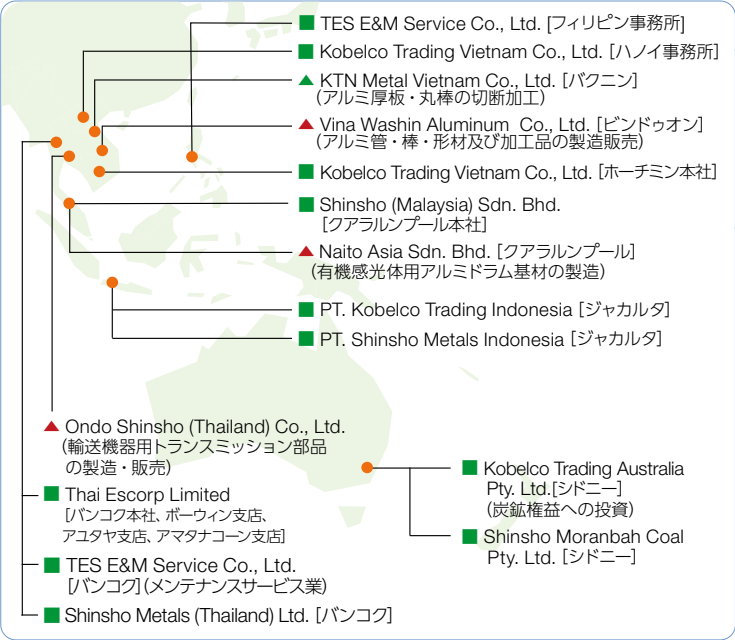 ■ TES E&M Service Co., Ltd. [フィリピン事務所]
■ Kobelco Trading Vietnam Co., Ltd. [ハノイ事務所]
▲ KTN Metal Vietnam Co., Ltd. [バクニン]
（アルミ厚板・丸棒の切断加工）
▲ Vina Washin Aluminum Co., Ltd. [ビンドゥオン]
（アルミ管・棒・形材及び加工品の製造販売）
■ Kobelco Trading Vietnam Co., Ltd. [ホーチミン本社]
■ Shinsho (Malaysia) Sdn. Bhd.
[クアラルンプール本社]
▲ Naito Asia Sdn. Bhd. [クアラルンプール]
（有機感光体用アルミドラム基材の製造）
■ PT. Kobelco Trading Indonesia [ジャカルタ]
■ PT. Shinsho Metals Indonesia [ジャカルタ]
▲ Ondo Shinsho (Thailand) Co., Ltd.
（輸送機器用トランスミッション部品
の製造・販売）
■ Thai Escorp Limited
[バンコク本社、ボーウィン支店、
アユタヤ支店、アマタナコーン支店]
■ TES E&M Service Co., Ltd.
[バンコク]（メンテナンスサービス業）
■ Shinsho Metals (Thailand) Ltd. [バンコク]
■ Kobelco Trading Australia
Pty. Ltd.[シドニー]
（炭鉱権益への投資）
■ Shinsho Moranbah Coal
Pty. Ltd. [シドニー]